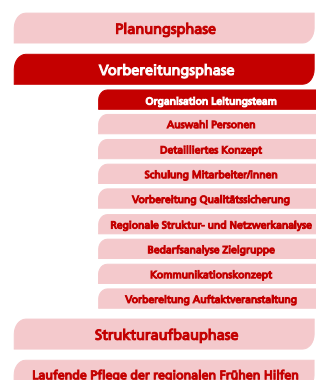 Planungsphase
Vorbereitungsphase
Organisation Leitungsteam
Auswahl Personen
Detailliertes Konzept
Schulung Mitarbeiter/innen
Vorbereitung Qualitätssicherung
Regionale Struktur- und Netzwerkanalyse
Bedarfsanalyse Zielgruppe
Kommunikationskonzept
Vorbereitung Auftaktveranstaltung
Strukturaufbauphase
Laufende Pflege der regionalen Frühen Hilfen